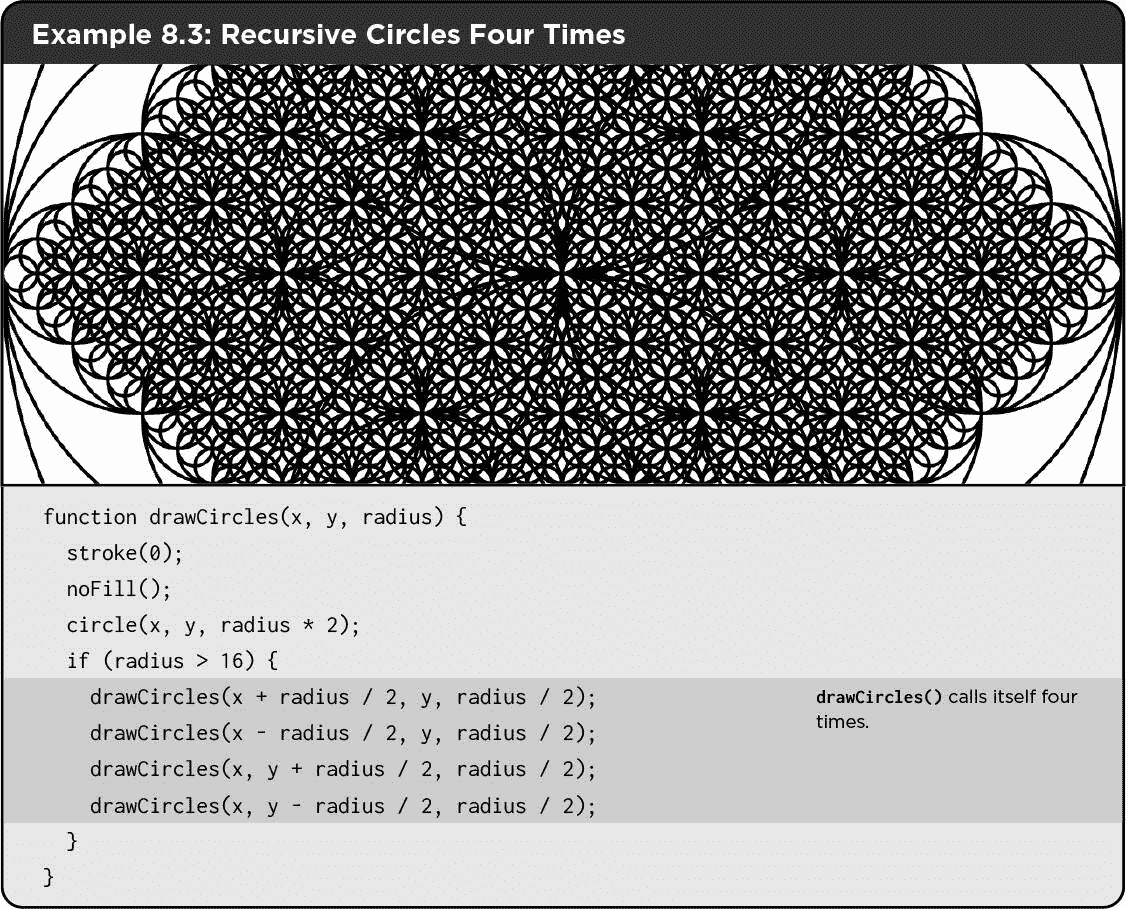 Example 8.3: Recursive Circles Four Times
function drawCircles(x, y, radius) {
  stroke(0);
  noFill();
  circle(x, y, radius * 2);
  if (radius > 16) {
    drawCircles(x + radius / 2, y, radius / 2);
    drawCircles(x - radius / 2, y, radius / 2);
    drawCircles(x, y + radius / 2, radius / 2);
    drawCircles(x, y - radius / 2, radius / 2);
  }
}
drawCircles() calls itself four
times.